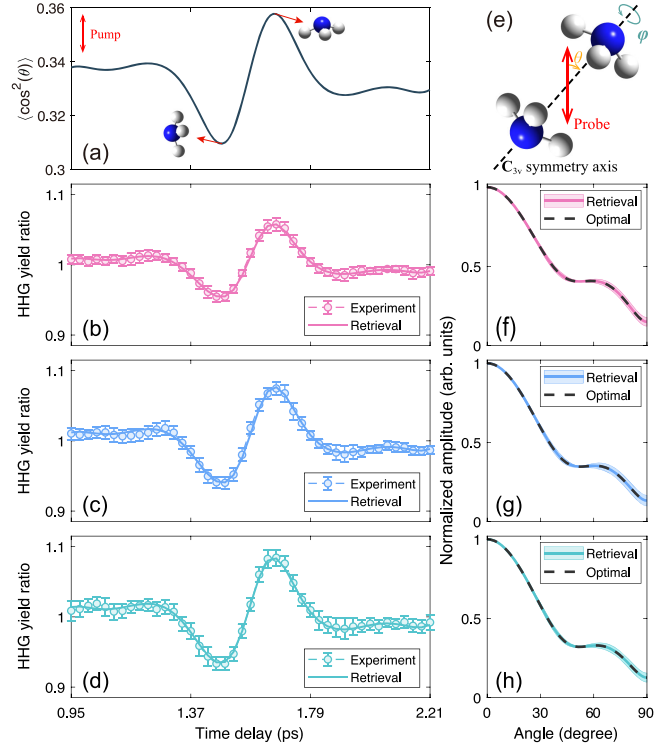 0.36
Pump
⟨cos²(θ)⟩
0.33
(a)
0.3
(e)
φ
θ
Probe
C3v symmetry axis
1.1
HHG yield ratio
1
(b)
0.9
Experiment
Retrieval
HHG yield ratio
1.1
1
(c)
0.9
Experiment
Retrieval
HHG yield ratio
1.1
1
(d)
0.9
Experiment
Retrieval
0.95
1.37
1.79
2.21
Time delay (ps)
Normalized amplitude (arb. units)
1
0.5
0
(f)
Retrieval
Optimal
1
0.5
0
(g)
Retrieval
Optimal
1
0.5
0
(h)
Retrieval
Optimal
0
30
60
90
Angle (degree)